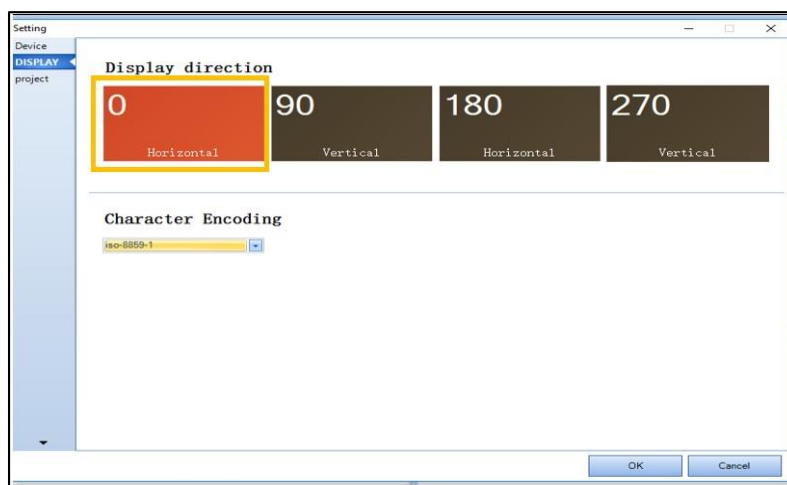 Setting
Device
DISPLAY
project
Display direction
0
Horizontal
90
Vertical
180
Horizontal
270
Vertical
Character Encoding
iso-8859-1
OK
Cancel